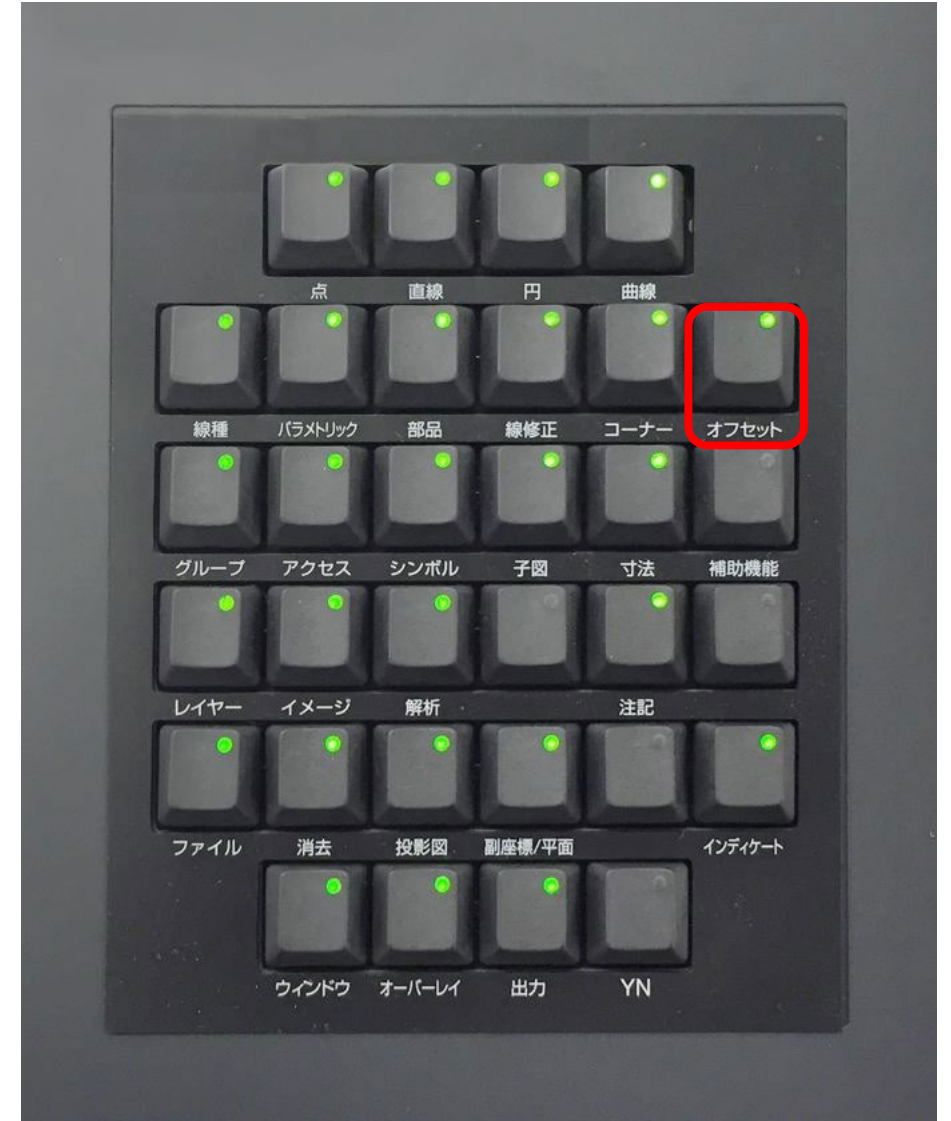 点 直線 円 曲線
線種 パラメトリック 部品 線修正 コーナー オフセット
グループ アクセス シンボル 子図 寸法 補助機能
レイヤー イメージ 解析 注記
ファイル 消去 投影図 副座標/平面 インディケート
ウィンドウ オーバーレイ 出力 YN